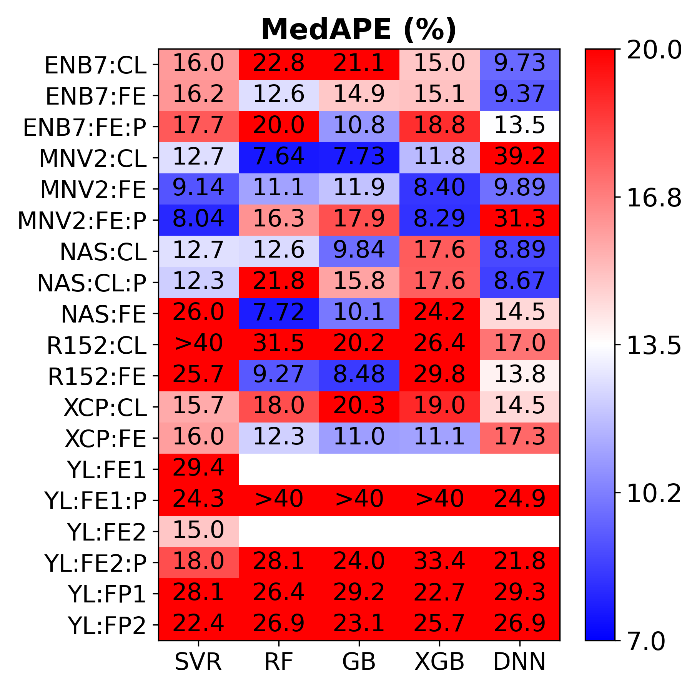 MedAPE (%)
ENB7:CL 16.0 22.8 21.1 15.0 9.73
ENB7:FE 16.2 12.6 14.9 15.1 9.37
ENB7:FE:P 17.7 20.0 10.8 18.8 13.5
MNV2:CL 12.7 7.64 7.73 11.8 39.2
MNV2:FE 9.14 11.1 11.9 8.40 9.89
MNV2:FE:P 8.04 16.3 17.9 8.29 31.3
NAS:CL 12.7 12.6 9.84 17.6 8.89
NAS:CL:P 12.3 21.8 15.8 17.6 8.67
NAS:FE 26.0 7.72 10.1 24.2 14.5
R152:CL >40 31.5 20.2 26.4 17.0
R152:FE 25.7 9.27 8.48 29.8 13.8
XCP:CL 15.7 18.0 20.3 19.0 14.5
XCP:FE 16.0 12.3 11.0 11.1 17.3
YL:FE1 29.4
YL:FE1:P 24.3 >40 >40 >40 24.9
YL:FE2 15.0
YL:FE2:P 18.0 28.1 24.0 33.4 21.8
YL:FP1 28.1 26.4 29.2 22.7 29.3
YL:FP2 22.4 26.9 23.1 25.7 26.9
SVR RF GB XGB DNN
20.0
16.8
13.5
10.2
7.0